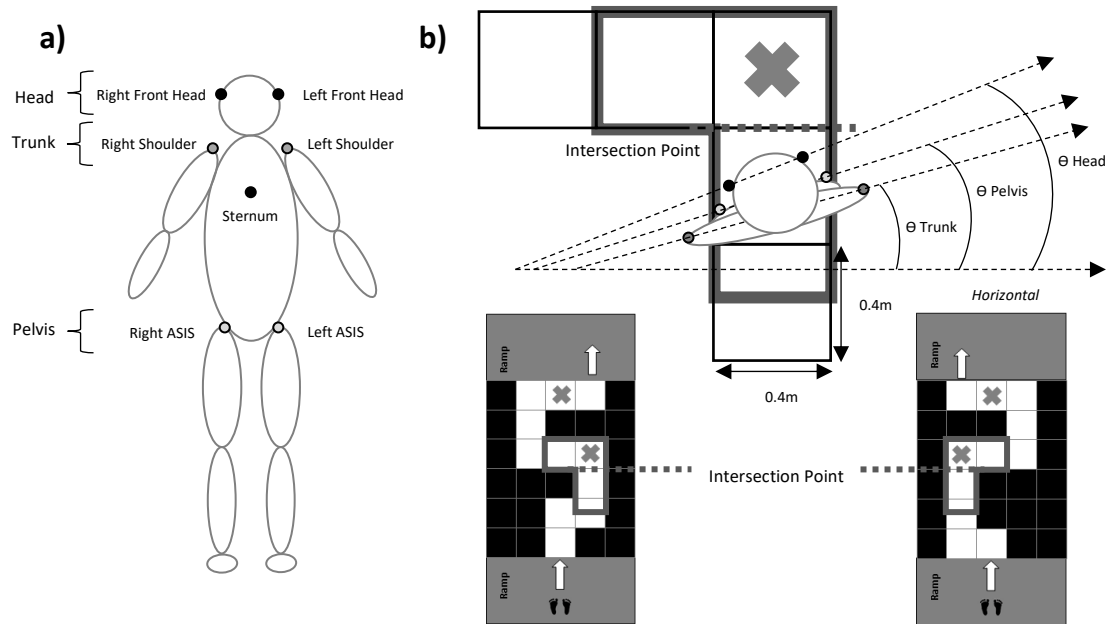 a)
Head
Right Front Head
Left Front Head
Trunk
Right Shoulder
Left Shoulder
Sternum
Pelvis
Right ASIS
Left ASIS
b)
Intersection Point
ϴ Head
ϴ Pelvis
ϴ Trunk
Horizontal
0.4m
0.4m
Ramp
Ramp
Intersection Point
Ramp
Ramp